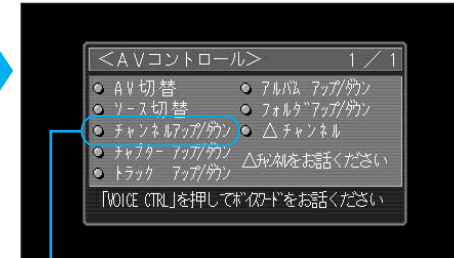 <AVコントロール> 1/1
AV切替
アルバム アップ/ダウン
ソース切替
フォルダアップ/ダウン
チャンネルアップ/ダウン
△チャンネル
チャプター アップ/ダウン
△チャンネルをお話ください
トラック アップ/ダウン
「VOICE CTRL」を押してボイスワードをお話ください